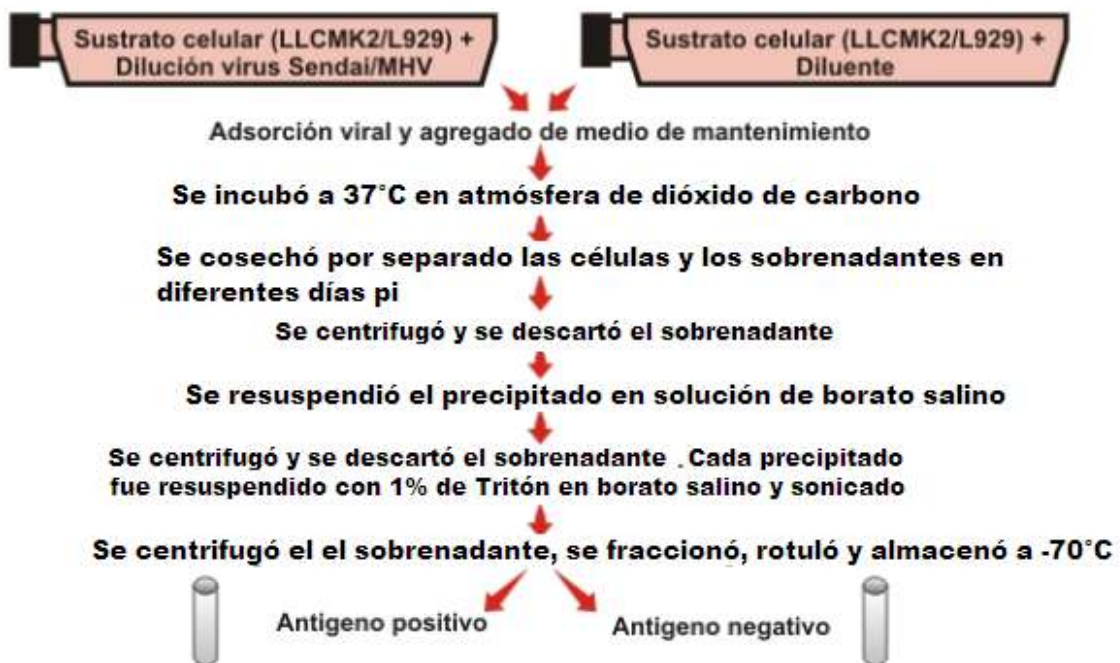 Sustrato celular (LLCMK2/L929) +
Dilución virus Sendai/MHV
Sustrato celular (LLCMK2/L929) +
Diluente
Adsorción viral y agregado de medio de mantenimiento
Se incubó a 37°C en atmósfera de dióxido de carbono
Se cosechó por separado las células y los sobrenadantes en
diferentes días pi
Se centrifugó y se descartó el sobrenadante
Se resuspendió el precipitado en solución de borato salino
Se centrifugó y se descartó el sobrenadante . Cada precipitado
fue resuspendido con 1% de Tritón en borato salino y sonicado
Se centrifugó el el sobrenadante, se fraccionó, rotuló y almacenó a -70°C
Antigeno positivo
Antigeno negativo